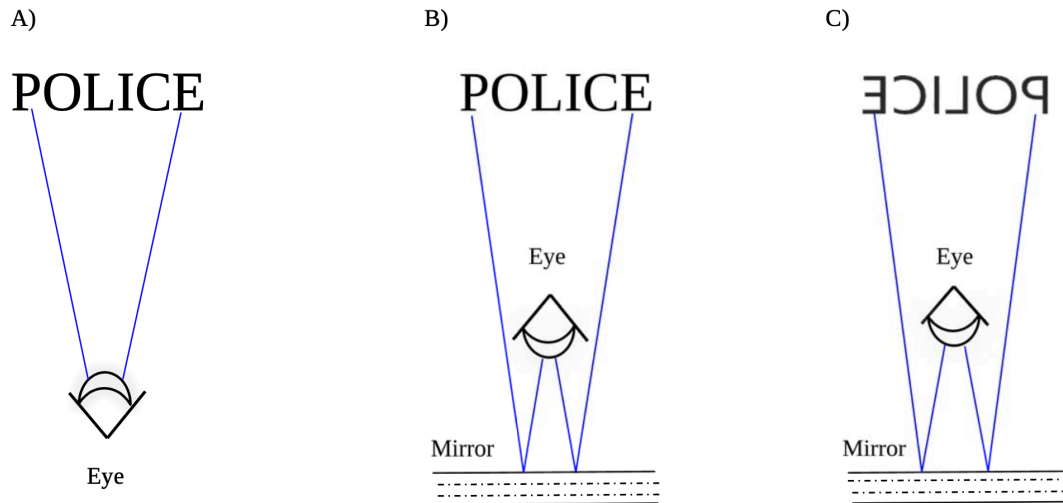 A)
POLICE
Eye
B)
POLICE
Eye
Mirror
C)
POLICE
Eye
Mirror